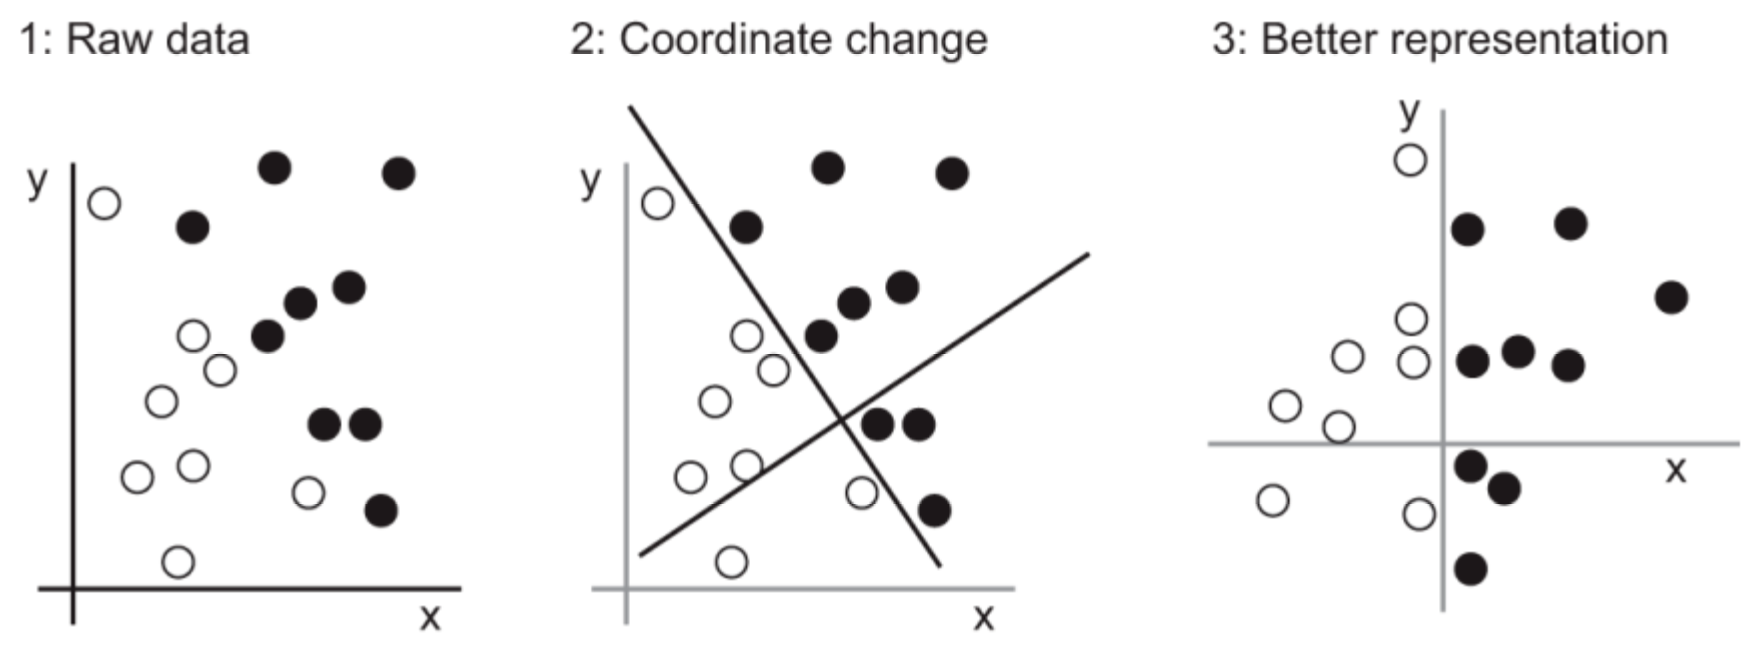 1: Raw data
2: Coordinate change
3: Better representation
y
x
y
x
y
x